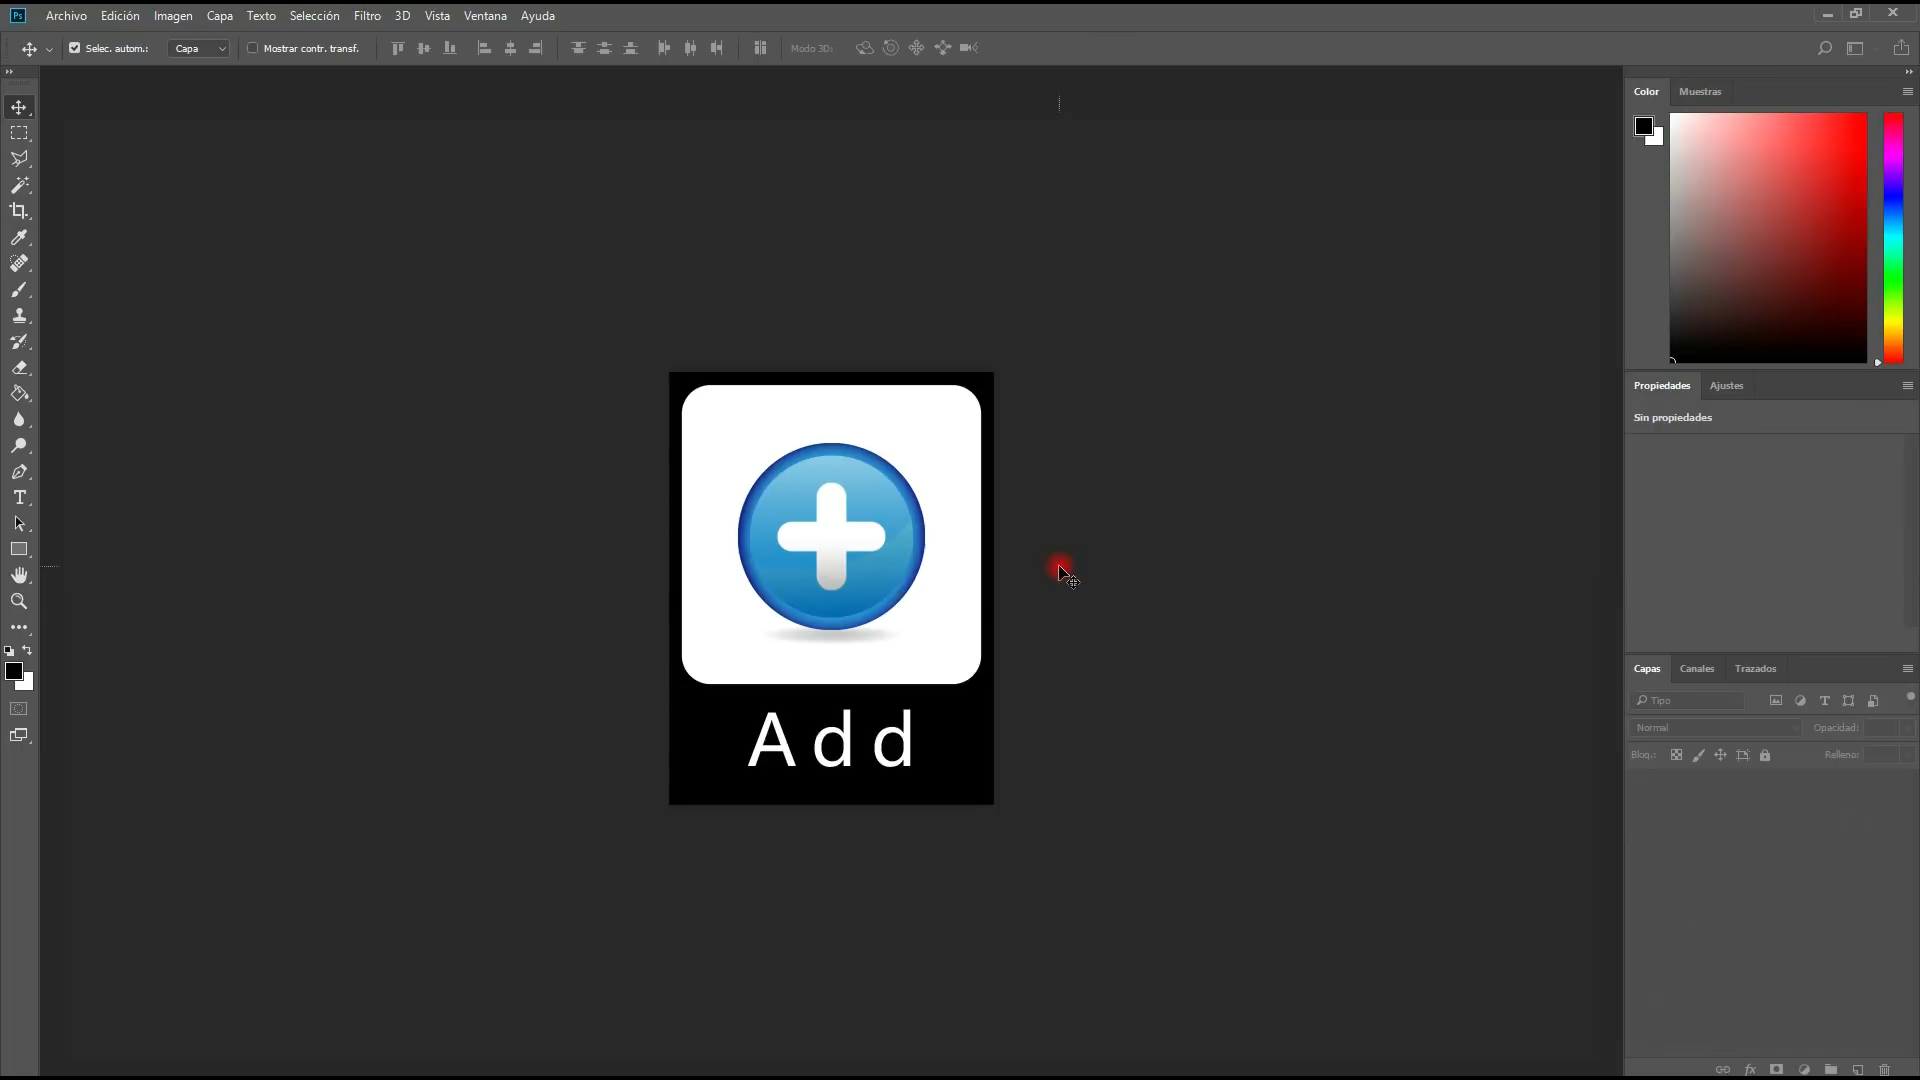 Ps Archivo Edición Imagen Capa Texto Selección Filtro 3D Vista Ventana Ayuda
Selec. autom.: Capa Mostrar contr. transf. Modo 3D:
Color Muestras
Propiedades Ajustes
Sin propiedades
Add
Capas Canales Trazados
Tipo
Normal Opacidad:
Bloq.: Relleno: